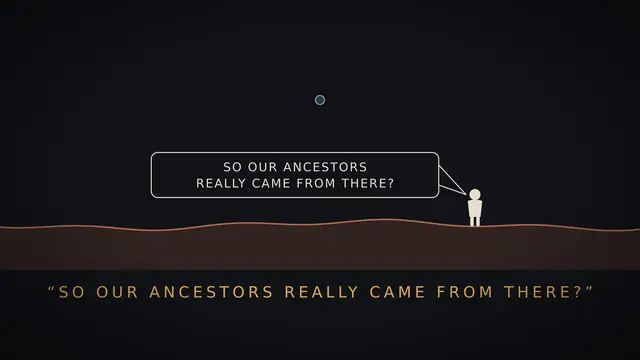 SO OUR ANCESTORS
REALLY CAME FROM THERE?
“SO OUR ANCESTORS REALLY CAME FROM THERE?”